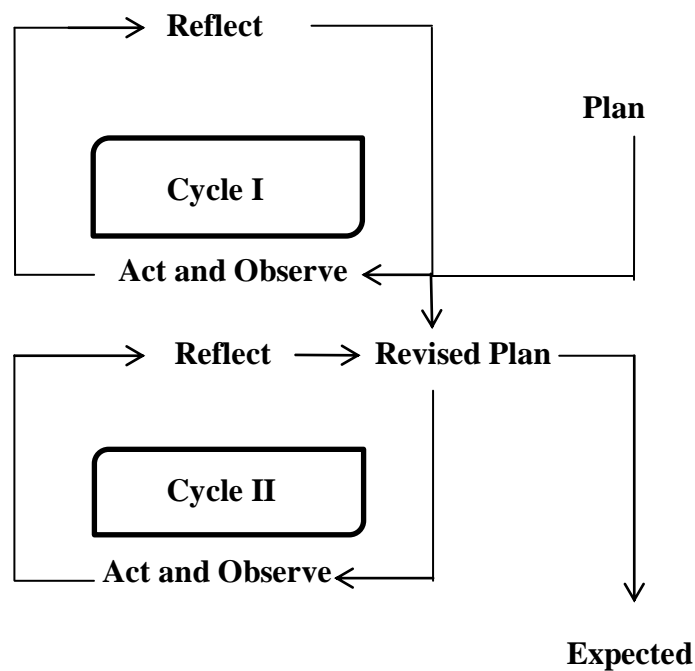 Reflect
Plan
Cycle I
Act and Observe
Reflect
Revised Plan
Cycle II
Act and Observe
Expected